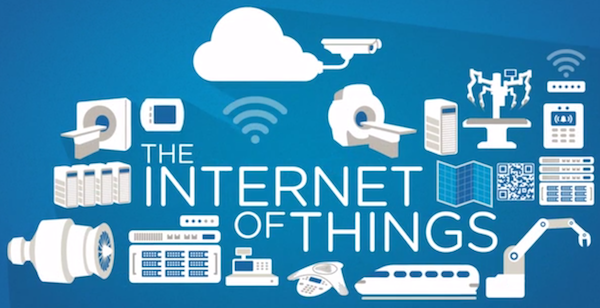 THE
INTERNET
OF THINGS